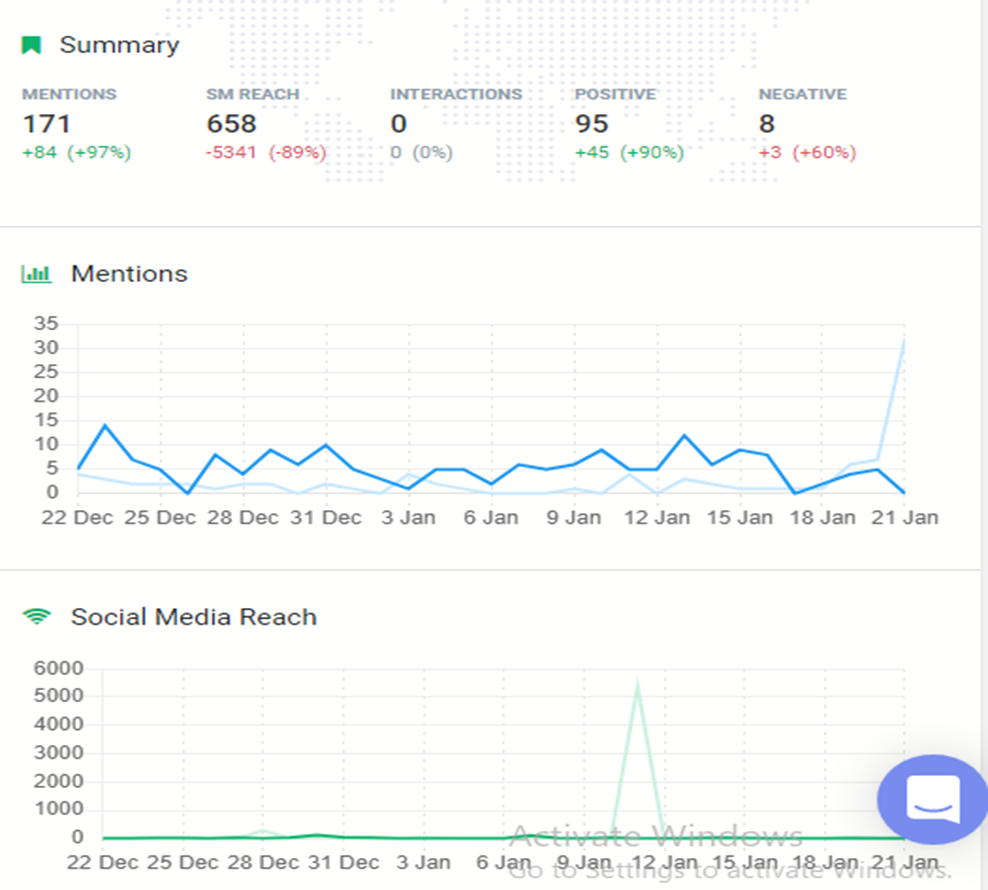 Summary
MENTIONS SM REACH INTERACTIONS POSITIVE NEGATIVE
171 658 0 95 8
+84 (+97%) -5341 (-89%) 0 (0%) +45 (+90%) +3 (+60%)
Mentions
35
30
25
20
15
10
5
0
22 Dec 25 Dec 28 Dec 31 Dec 3 Jan 6 Jan 9 Jan 12 Jan 15 Jan 18 Jan 21 Jan
Social Media Reach
6000
5000
4000
3000
2000
1000
0
22 Dec 25 Dec 28 Dec 31 Dec 3 Jan 6 Jan 9 Jan 12 Jan 15 Jan 18 Jan 21 Jan
Activate Windows
Go to Settings to activate Windows.